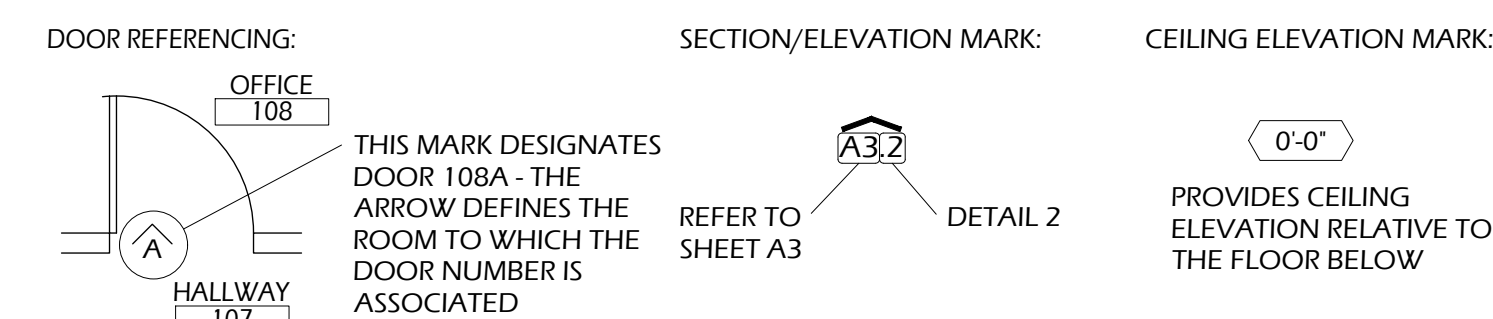 DOOR REFERENCING:
OFFICE
108
A
THIS MARK DESIGNATES
DOOR 108A - THE
ARROW DEFINES THE
ROOM TO WHICH THE
DOOR NUMBER IS
ASSOCIATED
HALLWAY
107
SECTION/ELEVATION MARK:
A3.2
REFER TO
SHEET A3
DETAIL 2
CEILING ELEVATION MARK:
0'-0"
PROVIDES CEILING
ELEVATION RELATIVE TO
THE FLOOR BELOW